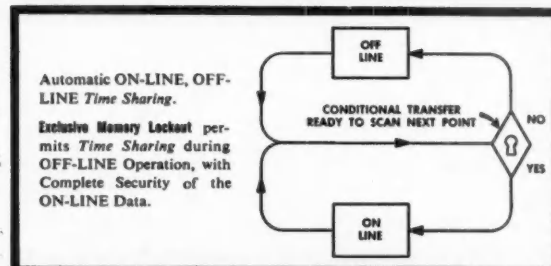 Automatic ON-LINE, OFF-
LINE Time Sharing.
Exclusive Memory Lockout per-
mits Time Sharing during
OFF-LINE Operation, with
Complete Security of the
ON-LINE Data.
OFF
LINE
CONDITIONAL TRANSFER
READY TO SCAN NEXT POINT
NO
YES
ON
LINE